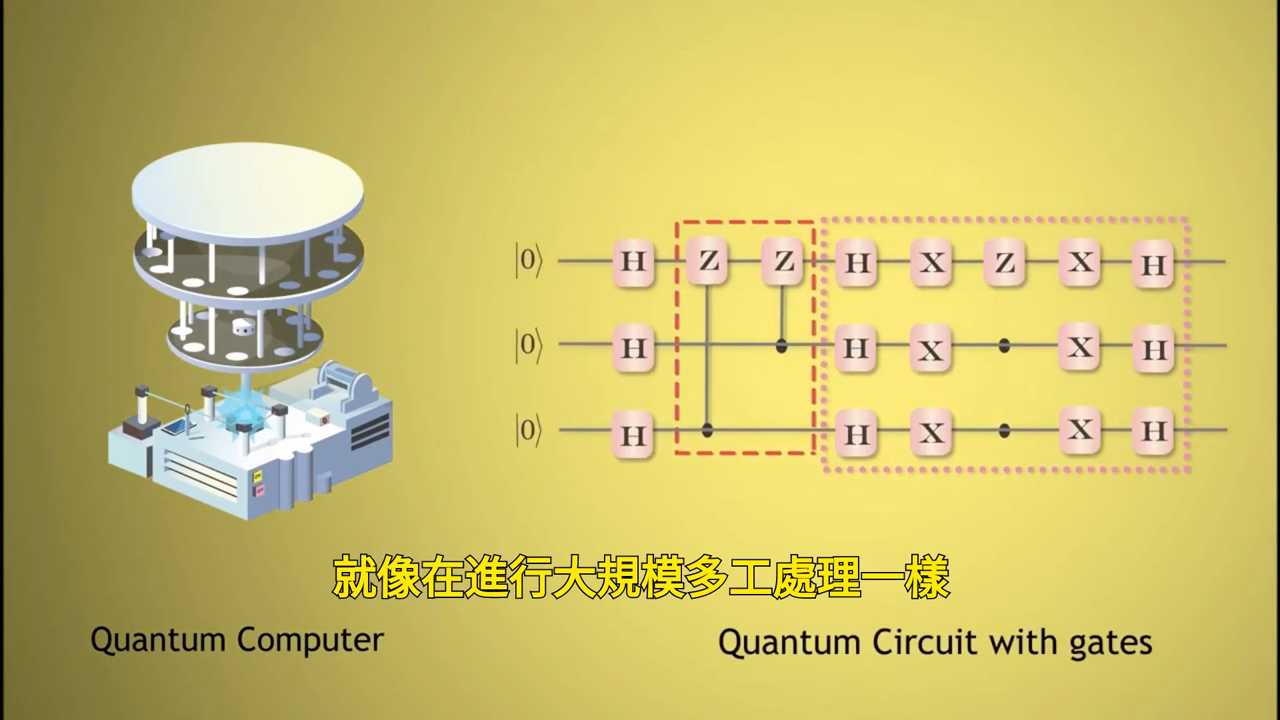 |0⟩ H Z Z H X Z X H
|0⟩ H H X X H
|0⟩ H H X X H
就像在進行大規模多工處理一樣
Quantum Computer
Quantum Circuit with gates